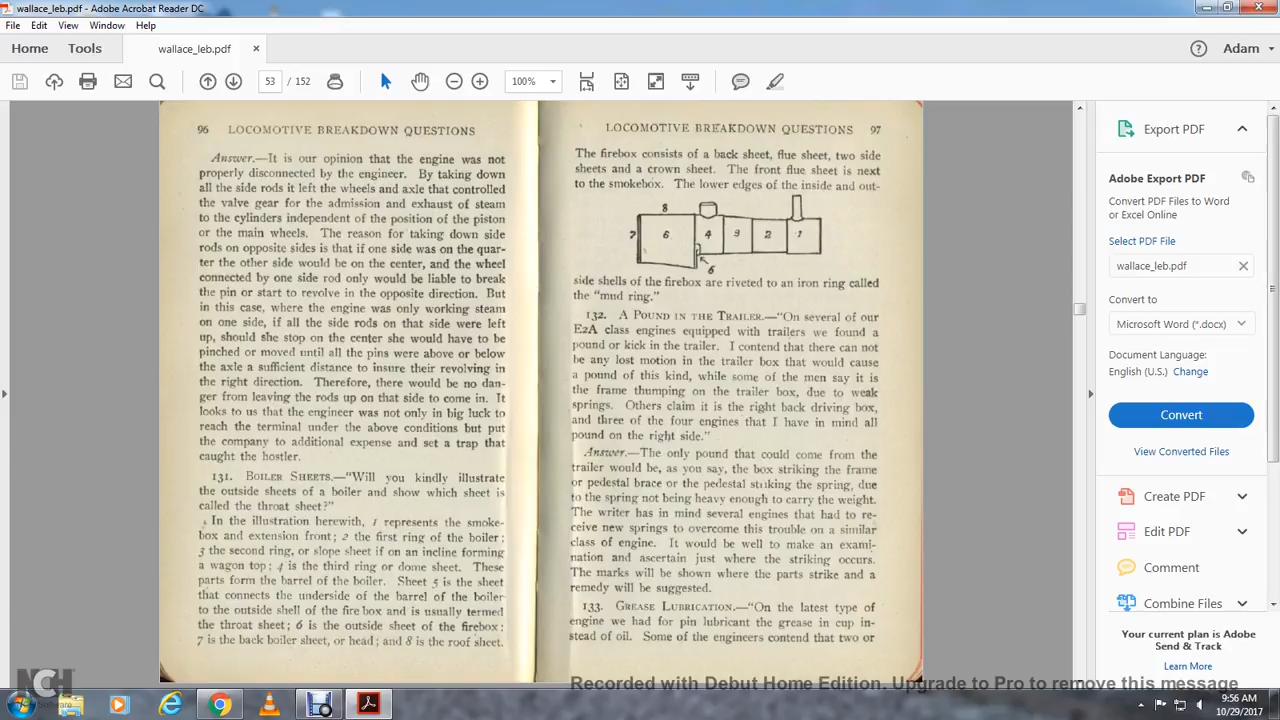 wallace_leb.pdf - Adobe Acrobat Reader DC
File Edit View Window Help
Home Tools wallace_leb.pdf × Adam
53 / 152 100%
96 LOCOMOTIVE BREAKDOWN QUESTIONS
Answer.—It is our opinion that the engine was not
properly disconnected by the engineer. By taking down
all the side rods it left the wheels and axle that controlled
the valve gear for the admission and exhaust of steam
to the cylinders independent of the position of the piston
or the main wheels. The reason for taking down side
rods on opposite sides is that if one side was on the quar-
ter the other side would be on the center, and the wheel
connected by one side rod only would be liable to break
the pin or start to revolve in the opposite direction. But
in this case, where the engine was only working steam
on one side, if all the side rods on that side were left
up, should she stop on the center she would have to be
pinched or moved until all the pins were above or below
the axle a sufficient distance to insure their revolving in
the right direction. Therefore, there would be no dan-
ger from leaving the rods up on that side to come in. It
looks to us that the engineer was not only in big luck to
reach the terminal under the above conditions but put
the company to additional expense and set a trap that
caught the hostler.
131. BOILER SHEETS.—"Will you kindly illustrate
the outside sheets of a boiler and show which sheet is
called the throat sheet?"
In the illustration herewith, 1 represents the smoke-
box and extension front; 2 the first ring of the boiler;
3 the second ring, or slope sheet if on an incline forming
a wagon top; 4 is the third ring or dome sheet. These
parts form the barrel of the boiler. Sheet 5 is the sheet
that connects the underside of the barrel of the boiler
to the outside shell of the fire box and is usually termed
the throat sheet; 6 is the outside sheet of the firebox;
7 is the back boiler sheet, or head; and 8 is the roof sheet.
LOCOMOTIVE BREAKDOWN QUESTIONS 97
The firebox consists of a back sheet, flue sheet, two side
sheets and a crown sheet. The front flue sheet is next
to the smokebox. The lower edges of the inside and out-
8
7 6 4 3 2 1
6
side shells of the firebox are riveted to an iron ring called
the "mud ring."
132. A POUND IN THE TRAILER.—"On several of our
E2A class engines equipped with trailers we found a
pound or kick in the trailer. I contend that there can not
be any lost motion in the trailer box that would cause
a pound of this kind, while some of the men say it is
the frame thumping on the trailer box, due to weak
springs. Others claim it is the right back driving box,
and three of the four engines that I have in mind all
pound on the right side."
Answer.—The only pound that could come from the
trailer would be, as you say, the box striking the frame
or pedestal brace or the pedestal striking the spring, due
to the spring not being heavy enough to carry the weight.
The writer has in mind several engines that had to re-
ceive new springs to overcome this trouble on a similar
class of engine. It would be well to make an exami-
nation and ascertain just where the striking occurs.
The marks will be shown where the parts strike and a
remedy will be suggested.
133. GREASE LUBRICATION.—"On the latest type of
engine we had for pin lubricant the grease in cup in-
stead of oil. Some of the engineers contend that two or
Export PDF
Adobe Export PDF
Convert PDF Files to Word
or Excel Online
Select PDF File
wallace_leb.pdf
Convert to
Microsoft Word (*.docx)
Document Language:
English (U.S.) Change
Convert
View Converted Files
Create PDF
Edit PDF
Comment
Combine Files
Your current plan is Adobe
Send & Track
Learn More
Recorded with Debut Home Edition. Upgrade to Pro to remove this message
NCH
Software
9:56 AM
10/29/2017